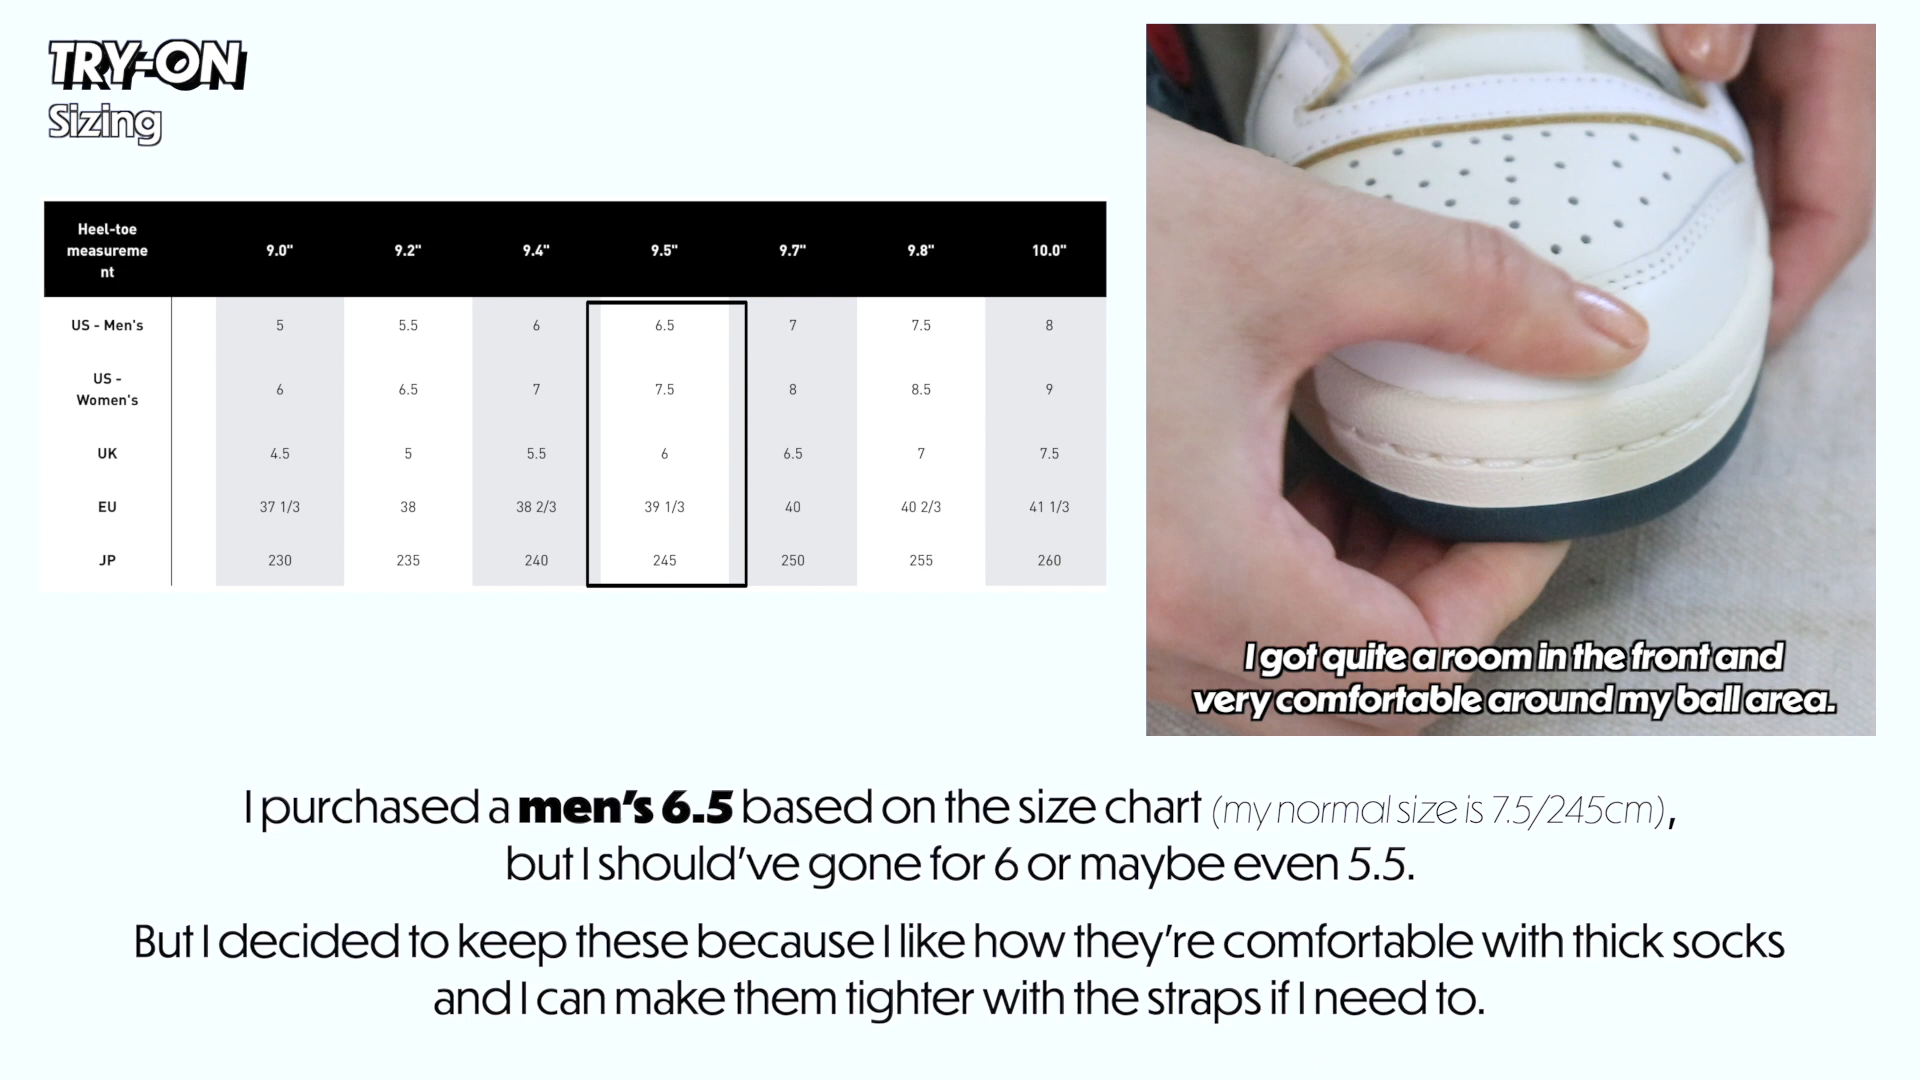 TRY-ON
Sizing
Heel-toe
measureme
nt
9.0" 9.2" 9.4" 9.5" 9.7" 9.8" 10.0"
US - Men's 5 5.5 6 6.5 7 7.5 8
US -
Women's
6 6.5 7 7.5 8 8.5 9
UK 4.5 5 5.5 6 6.5 7 7.5
EU 37 1/3 38 38 2/3 39 1/3 40 40 2/3 41 1/3
JP 230 235 240 245 250 255 260
I got quite a room in the front and
very comfortable around my ball area.
I purchased a men's 6.5 based on the size chart (my normal size is 7.5/245cm),
but I should've gone for 6 or maybe even 5.5.
But I decided to keep these because I like how they're comfortable with thick socks
and I can make them tighter with the straps if I need to.